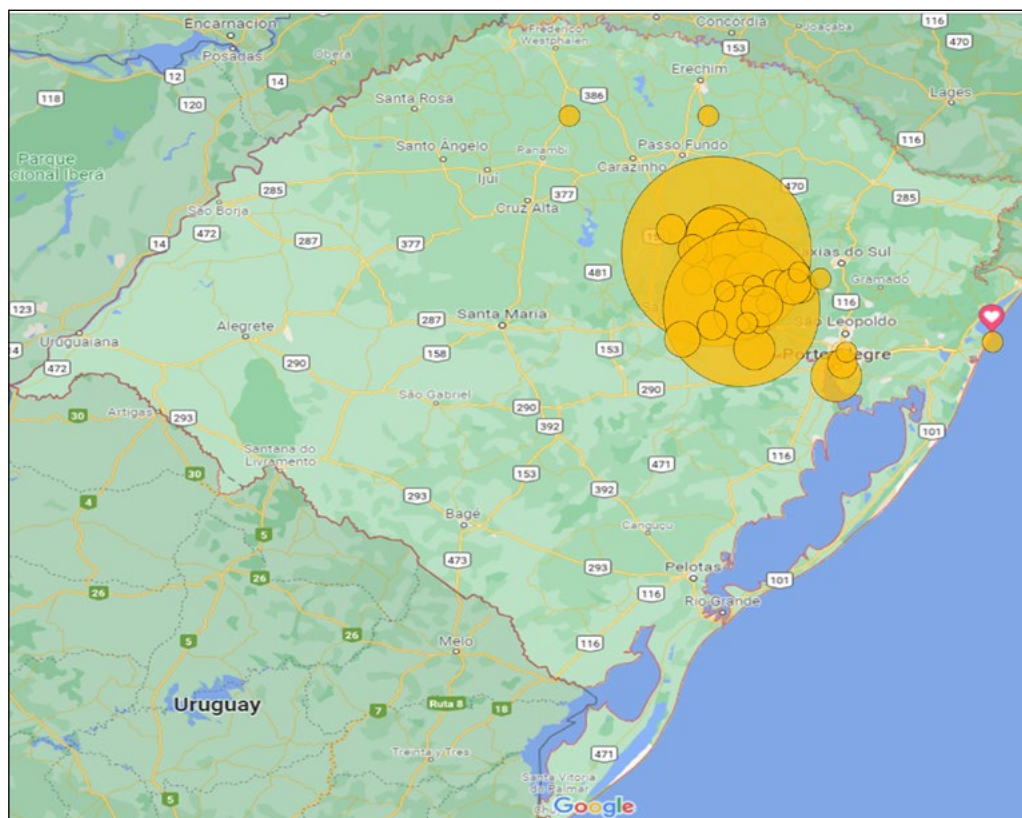 Encarnacion
Posadas
Oberá
Frederico
Westphalen
Concórdia
Joaçaba
116
153
470
12
14
118
120
386
Erechim
Lages
Santa Rosa
116
Santo Ângelo
Panambi
Passo Fundo
Carazinho
Parque
cional Iberá
Ijuí
285
377
470
285
São Borja
Cruz Alta
14
472
287
377
481
xias do Sul
Gramado
123
116
287
Santa Maria
Uruguaiana
Alegrete
São Leopoldo
14
472
290
158
153
Porto Alegre
São Gabriel
290
290
30
Artigas
293
392
101
Santana do
Livramento
116
30
153
471
4
293
392
5
Bagé
Canguçu
473
293
Pelotas
101
26
116
Rio Grande
26
5
Melo
116
Uruguay
7
Ruta 8
18
Treinta y Tres
471
5
Santa Vitória
do Palmar
Google